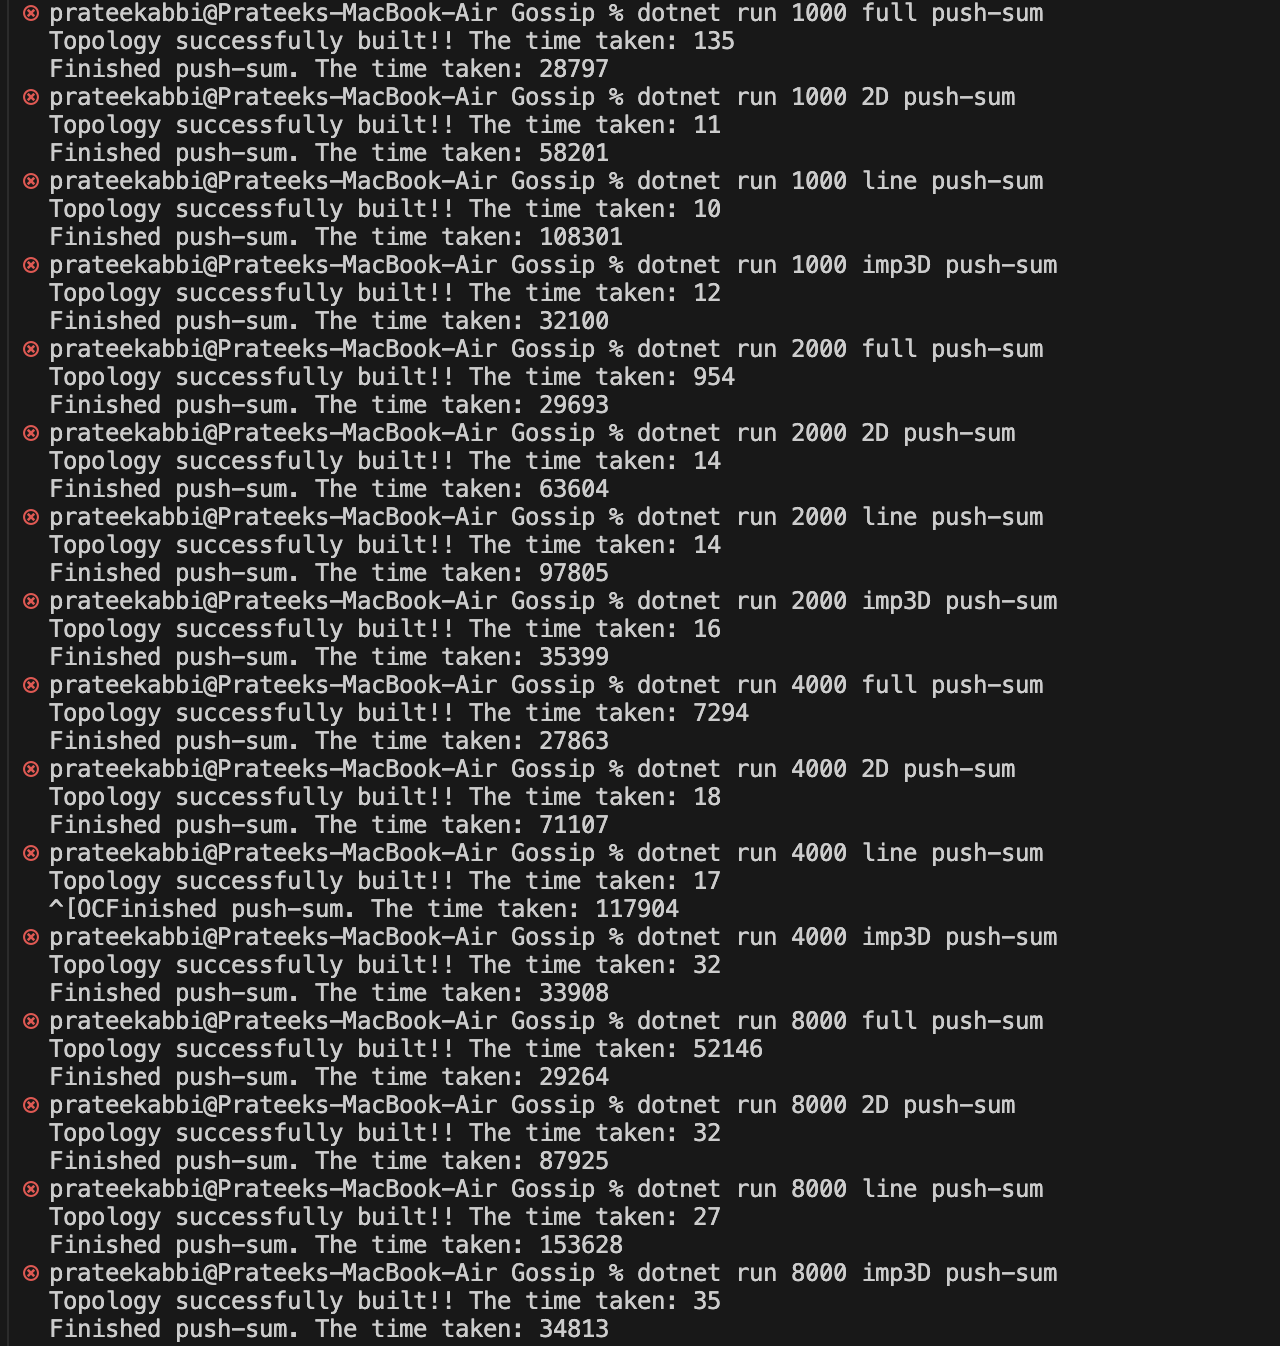 prateekabbi@Prateeks-MacBook-Air Gossip % dotnet run 1000 full push-sum
Topology successfully built!! The time taken: 135
Finished push-sum. The time taken: 28797
prateekabbi@Prateeks-MacBook-Air Gossip % dotnet run 1000 2D push-sum
Topology successfully built!! The time taken: 11
Finished push-sum. The time taken: 58201
prateekabbi@Prateeks-MacBook-Air Gossip % dotnet run 1000 line push-sum
Topology successfully built!! The time taken: 10
Finished push-sum. The time taken: 108301
prateekabbi@Prateeks-MacBook-Air Gossip % dotnet run 1000 imp3D push-sum
Topology successfully built!! The time taken: 12
Finished push-sum. The time taken: 32100
prateekabbi@Prateeks-MacBook-Air Gossip % dotnet run 2000 full push-sum
Topology successfully built!! The time taken: 954
Finished push-sum. The time taken: 29693
prateekabbi@Prateeks-MacBook-Air Gossip % dotnet run 2000 2D push-sum
Topology successfully built!! The time taken: 14
Finished push-sum. The time taken: 63604
prateekabbi@Prateeks-MacBook-Air Gossip % dotnet run 2000 line push-sum
Topology successfully built!! The time taken: 14
Finished push-sum. The time taken: 97805
prateekabbi@Prateeks-MacBook-Air Gossip % dotnet run 2000 imp3D push-sum
Topology successfully built!! The time taken: 16
Finished push-sum. The time taken: 35399
prateekabbi@Prateeks-MacBook-Air Gossip % dotnet run 4000 full push-sum
Topology successfully built!! The time taken: 7294
Finished push-sum. The time taken: 27863
prateekabbi@Prateeks-MacBook-Air Gossip % dotnet run 4000 2D push-sum
Topology successfully built!! The time taken: 18
Finished push-sum. The time taken: 71107
prateekabbi@Prateeks-MacBook-Air Gossip % dotnet run 4000 line push-sum
Topology successfully built!! The time taken: 17
^[OCFinished push-sum. The time taken: 117904
prateekabbi@Prateeks-MacBook-Air Gossip % dotnet run 4000 imp3D push-sum
Topology successfully built!! The time taken: 32
Finished push-sum. The time taken: 33908
prateekabbi@Prateeks-MacBook-Air Gossip % dotnet run 8000 full push-sum
Topology successfully built!! The time taken: 52146
Finished push-sum. The time taken: 29264
prateekabbi@Prateeks-MacBook-Air Gossip % dotnet run 8000 2D push-sum
Topology successfully built!! The time taken: 32
Finished push-sum. The time taken: 87925
prateekabbi@Prateeks-MacBook-Air Gossip % dotnet run 8000 line push-sum
Topology successfully built!! The time taken: 27
Finished push-sum. The time taken: 153628
prateekabbi@Prateeks-MacBook-Air Gossip % dotnet run 8000 imp3D push-sum
Topology successfully built!! The time taken: 35
Finished push-sum. The time taken: 34813